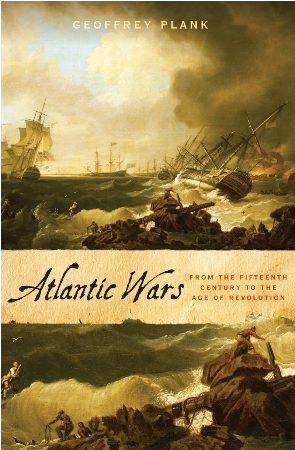 GEOFFREY PLANK
Atlantic Wars
FROM THE FIFTEENTH
CENTURY TO THE
AGE OF REVOLUTION